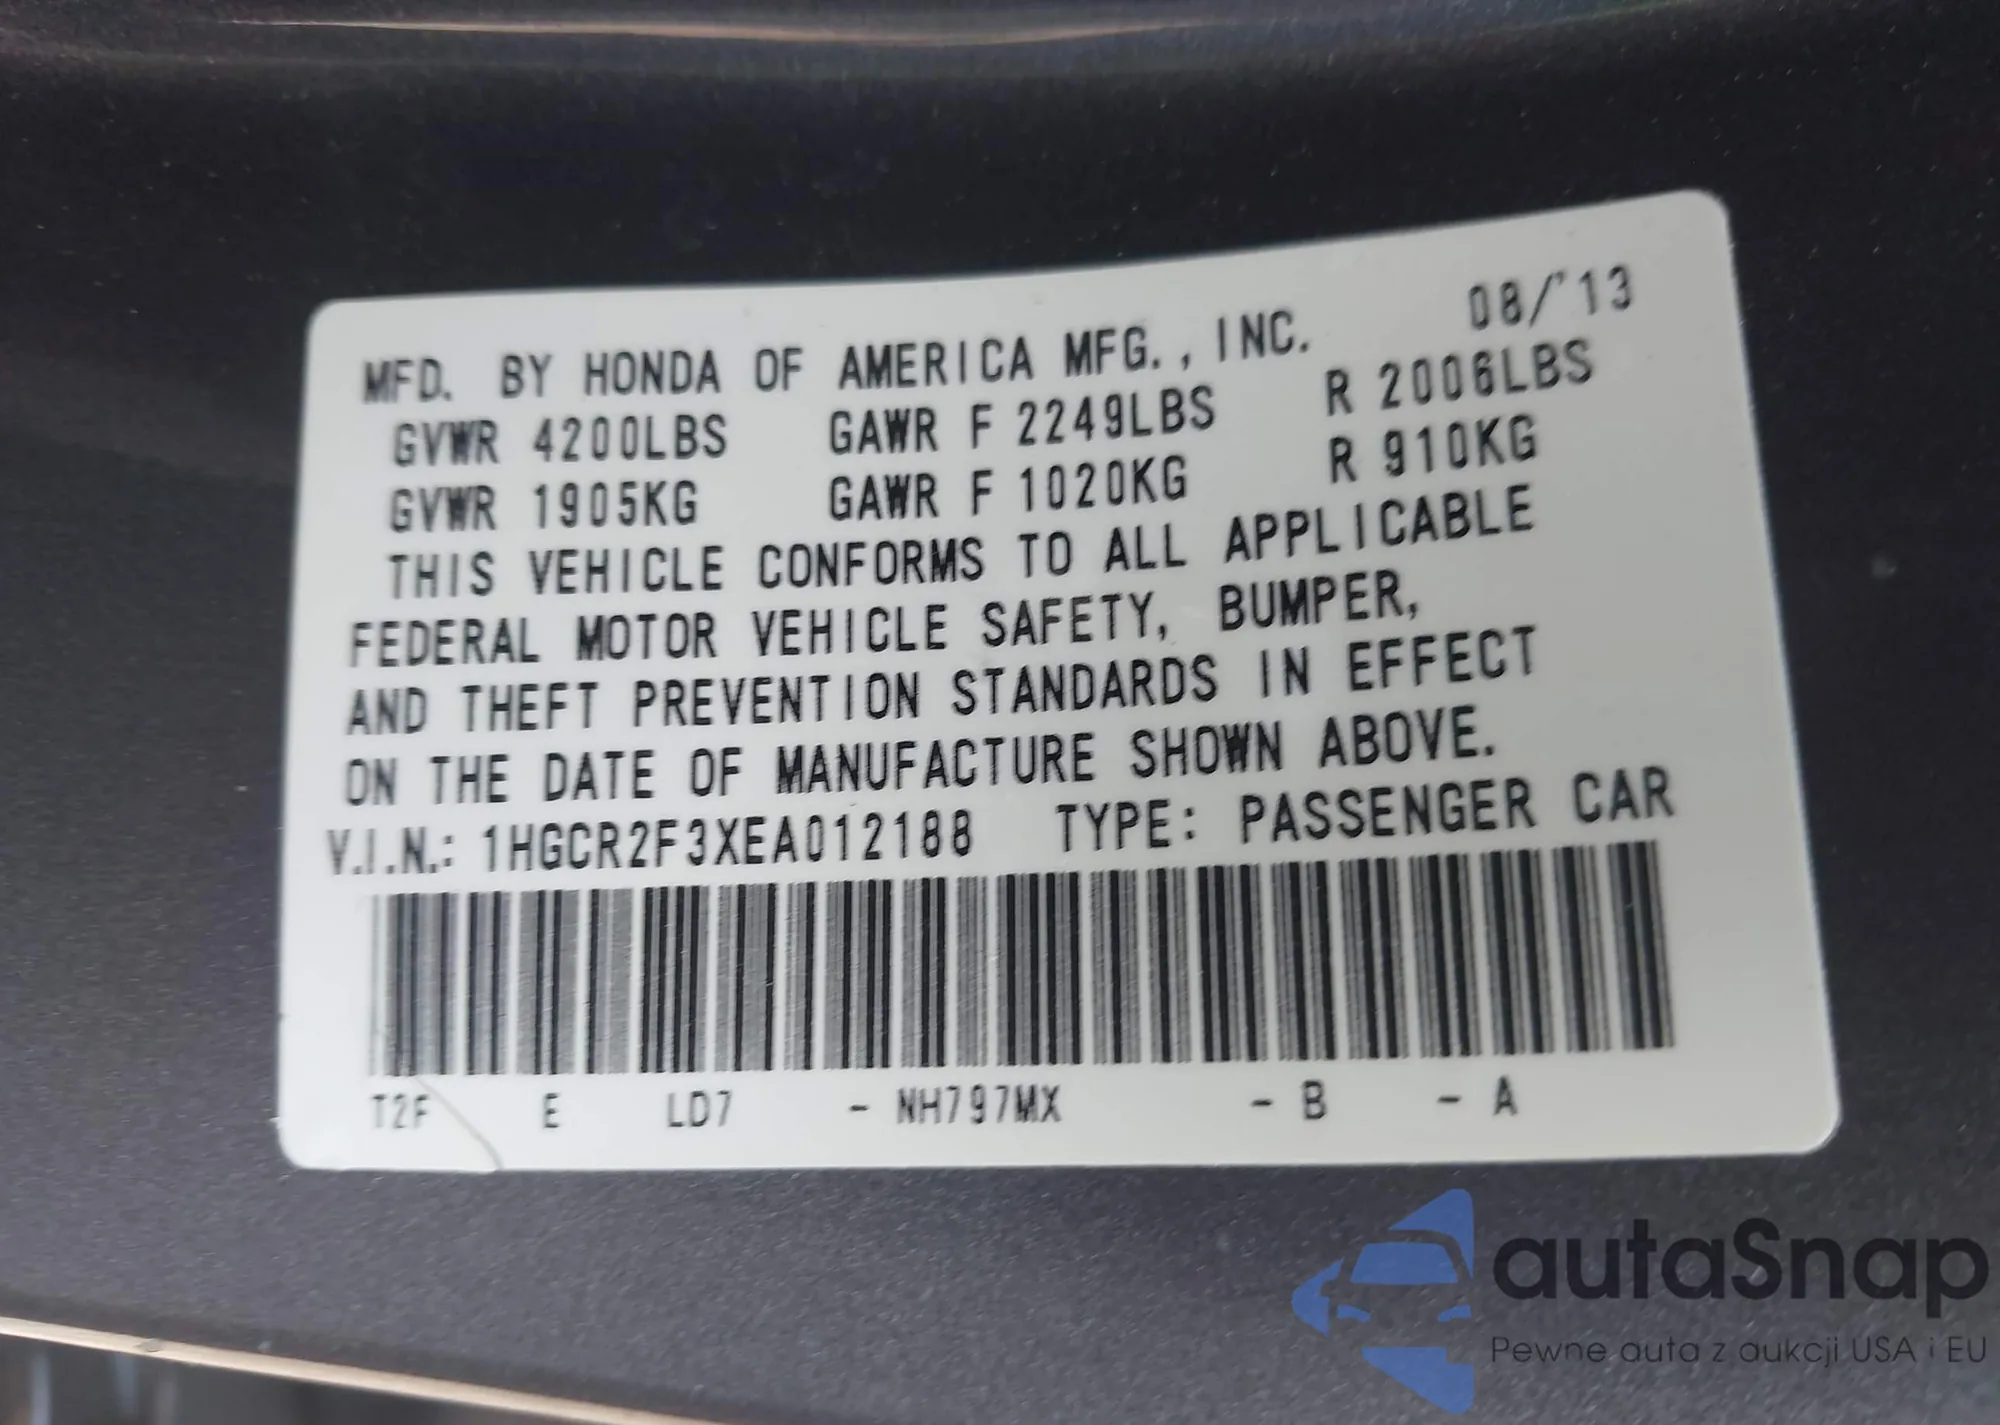 08/'13
MFD. BY HONDA OF AMERICA MFG., INC.
GVWR 4200LBS GAWR F 2249LBS R 2006LBS
GVWR 1905KG GAWR F 1020KG R 910KG
THIS VEHICLE CONFORMS TO ALL APPLICABLE
FEDERAL MOTOR VEHICLE SAFETY, BUMPER,
AND THEFT PREVENTION STANDARDS IN EFFECT
ON THE DATE OF MANUFACTURE SHOWN ABOVE.
V.I.N.: 1HGCR2F3XEA012188 TYPE: PASSENGER CAR
T2F E LD7 - NH797MX - B - A
autaSnap
Pewne auta z aukcji USA i EU